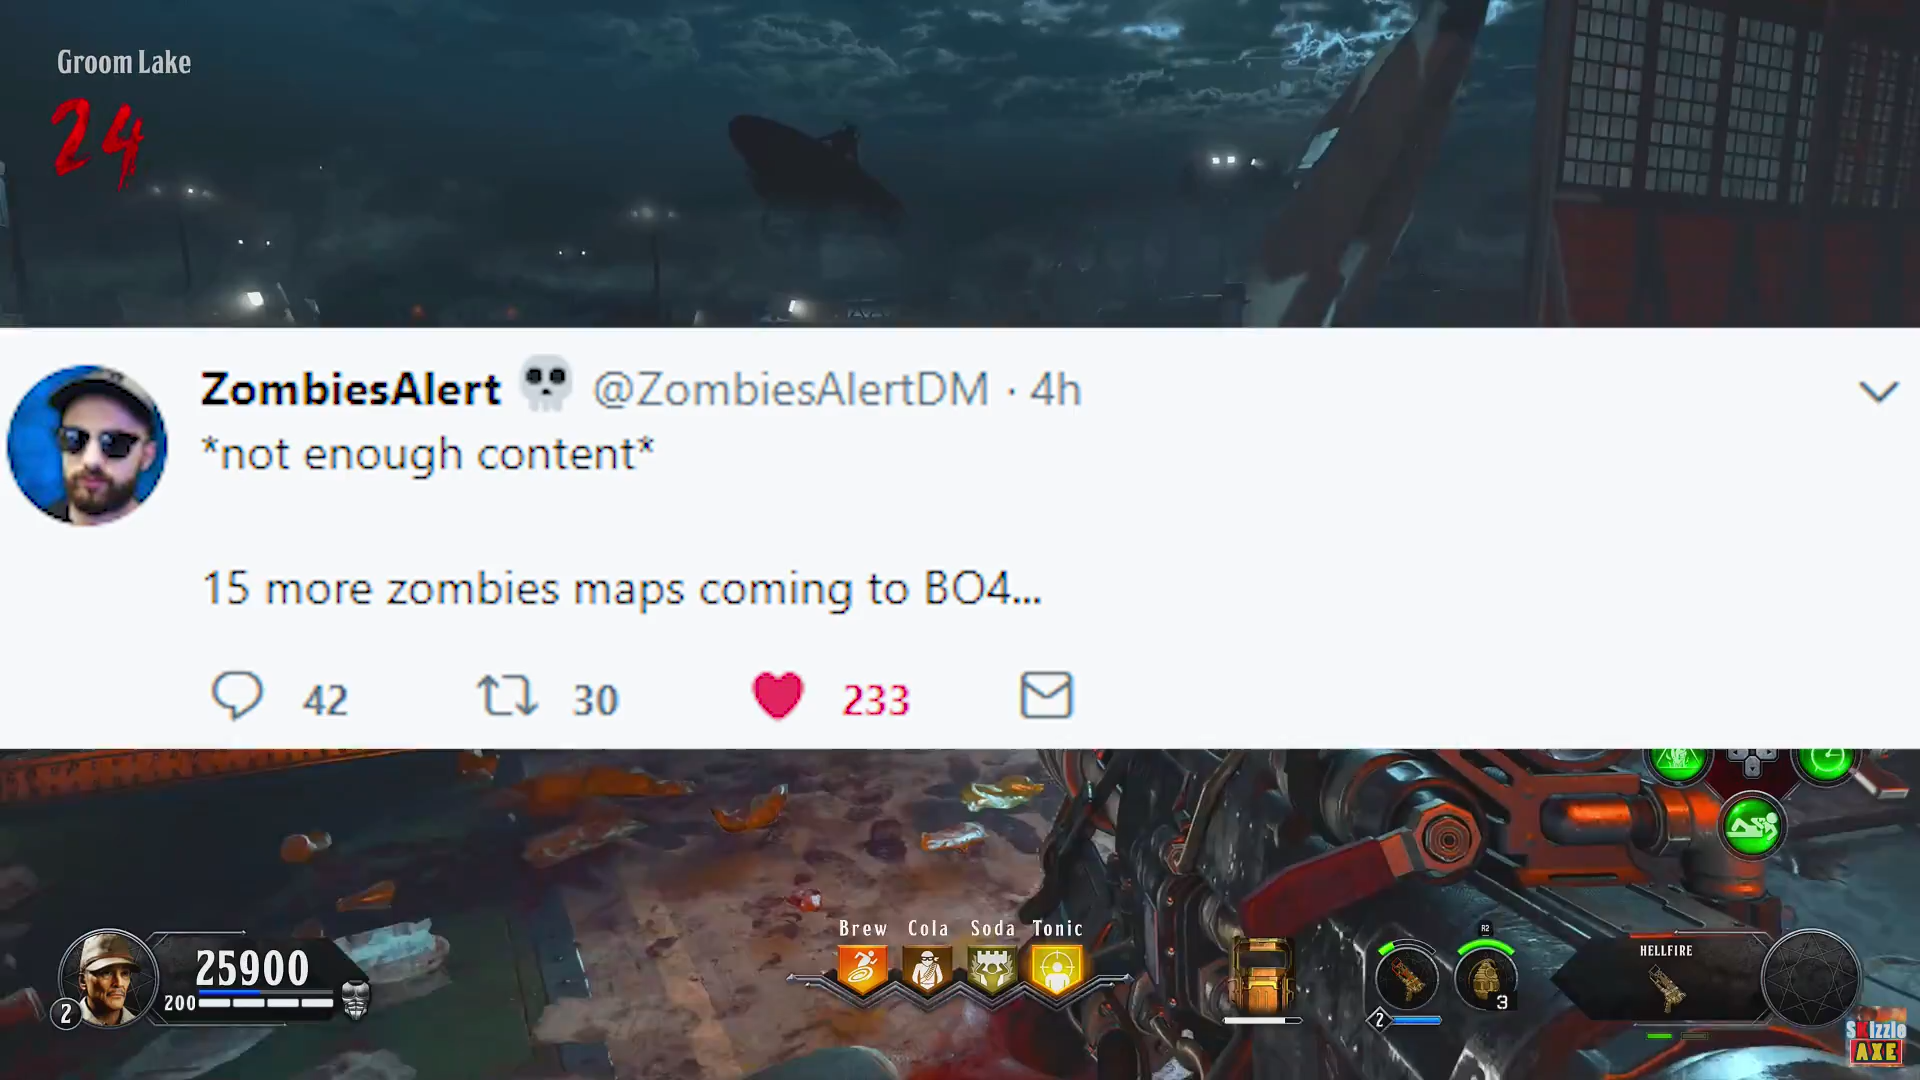 Groom Lake
24
ZombiesAlert 💀 @ZombiesAlertDM · 4h
*not enough content*
15 more zombies maps coming to BO4...
42 30 233
Brew Cola Soda Tonic
25900
200
2
R2
3
2
HELLFIRE
SKIzzle
AXE